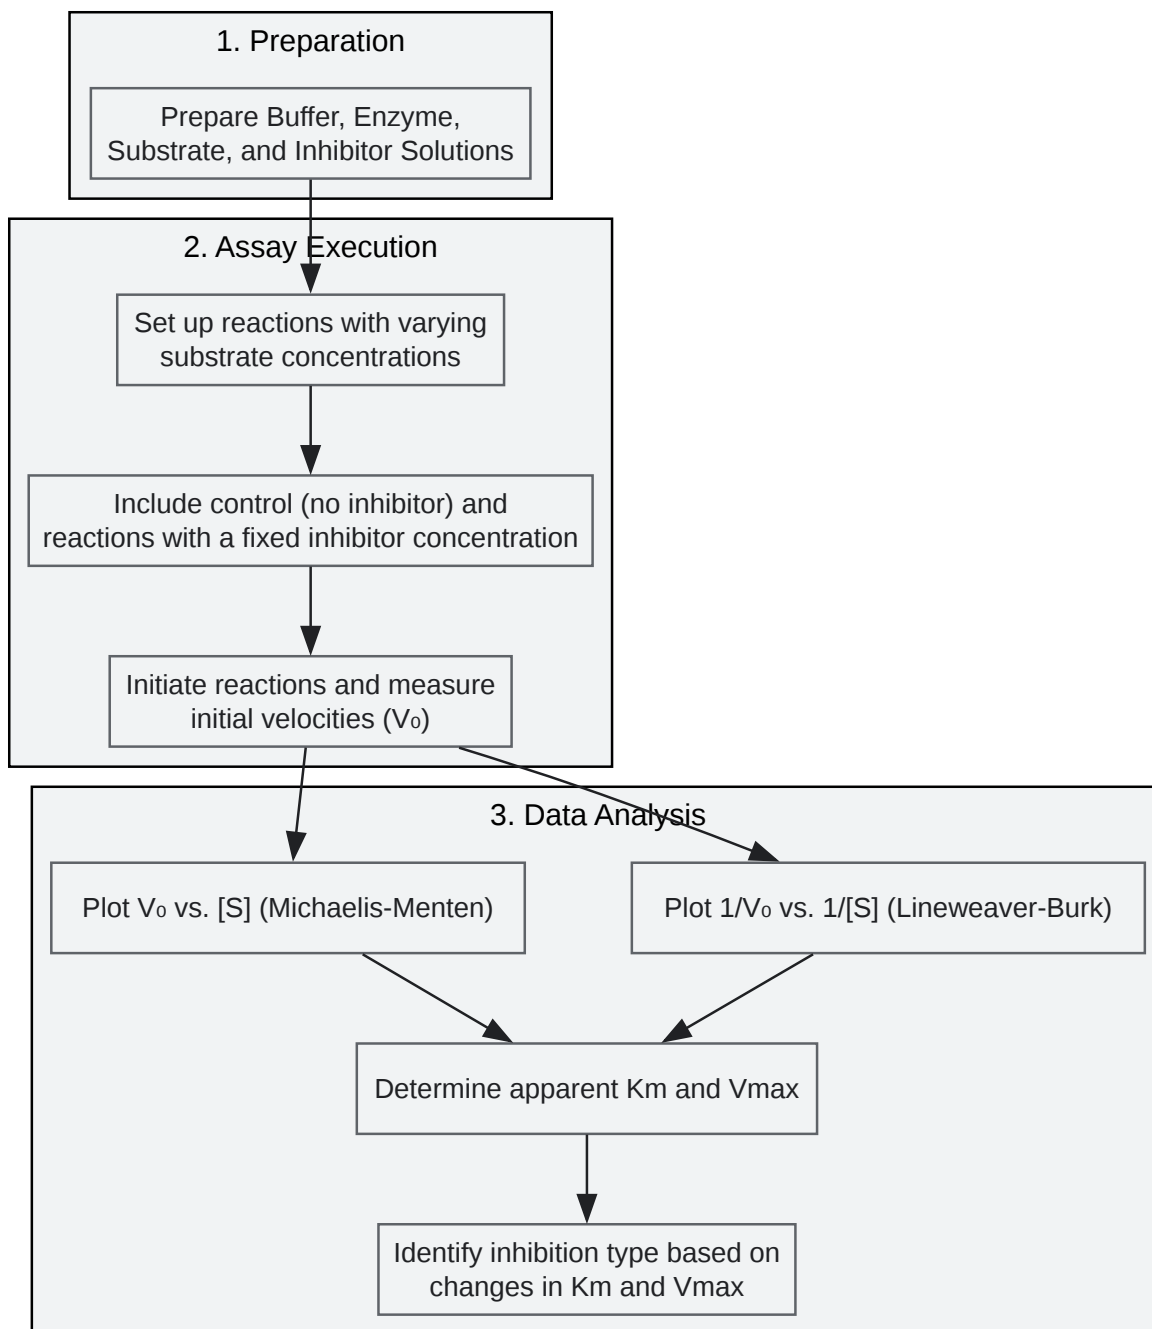 1. Preparation
Prepare Buffer, Enzyme,
Substrate, and Inhibitor Solutions
2. Assay Execution
Set up reactions with varying
substrate concentrations
Include control (no inhibitor) and
reactions with a fixed inhibitor concentration
Initiate reactions and measure
initial velocities (V₀)
3. Data Analysis
Plot V₀ vs. [S] (Michaelis-Menten)
Plot 1/V₀ vs. 1/[S] (Lineweaver-Burk)
Determine apparent Km and Vmax
Identify inhibition type based on
changes in Km and Vmax